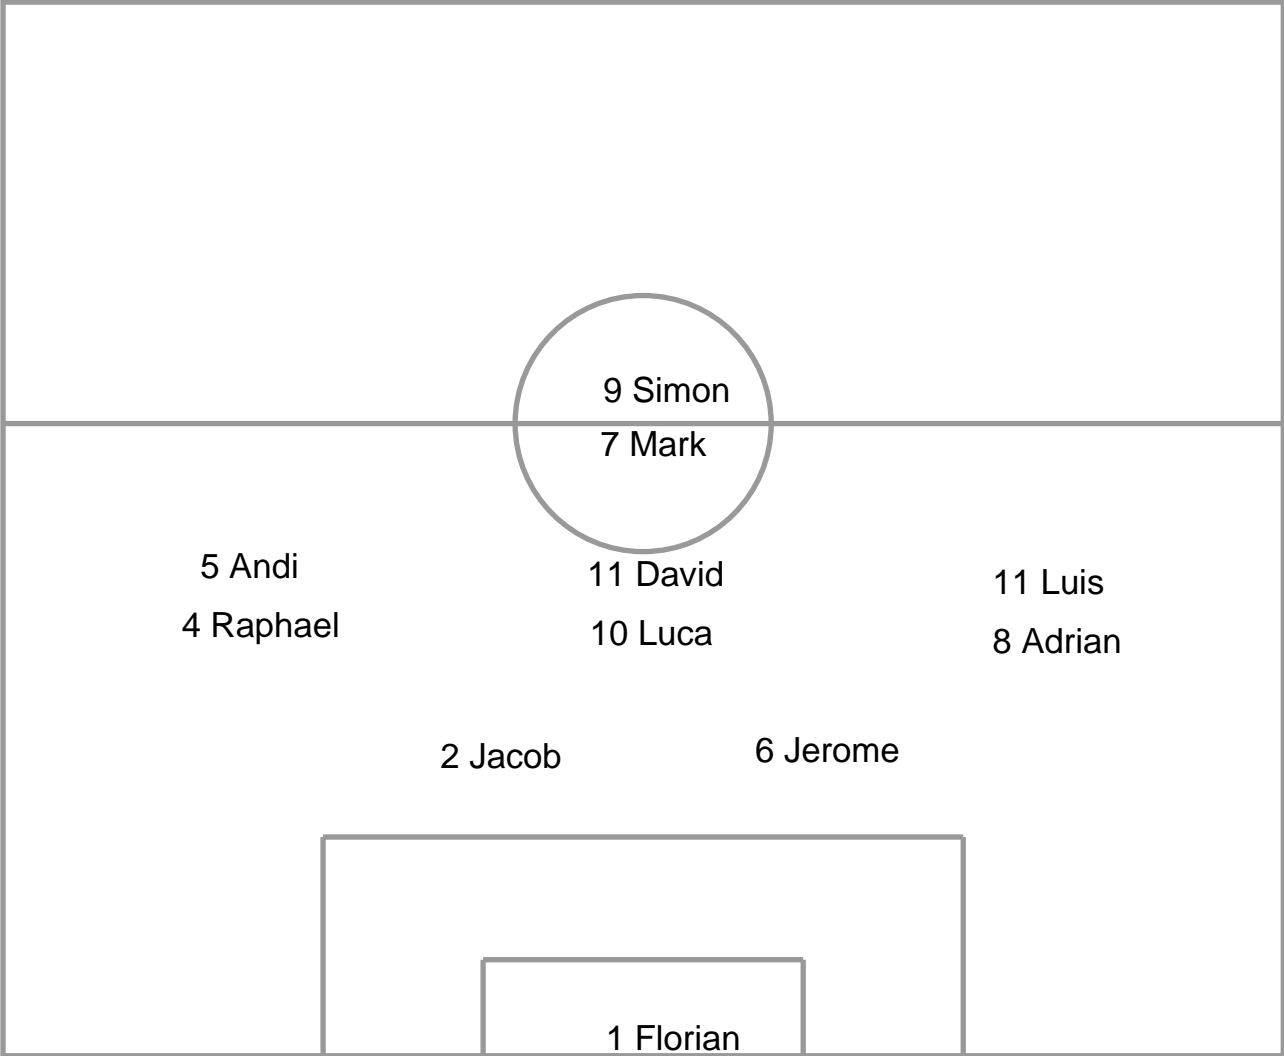 9 Simon
7 Mark
5 Andi
11 David
11 Luis
4 Raphael
10 Luca
8 Adrian
2 Jacob
6 Jerome
1 Florian